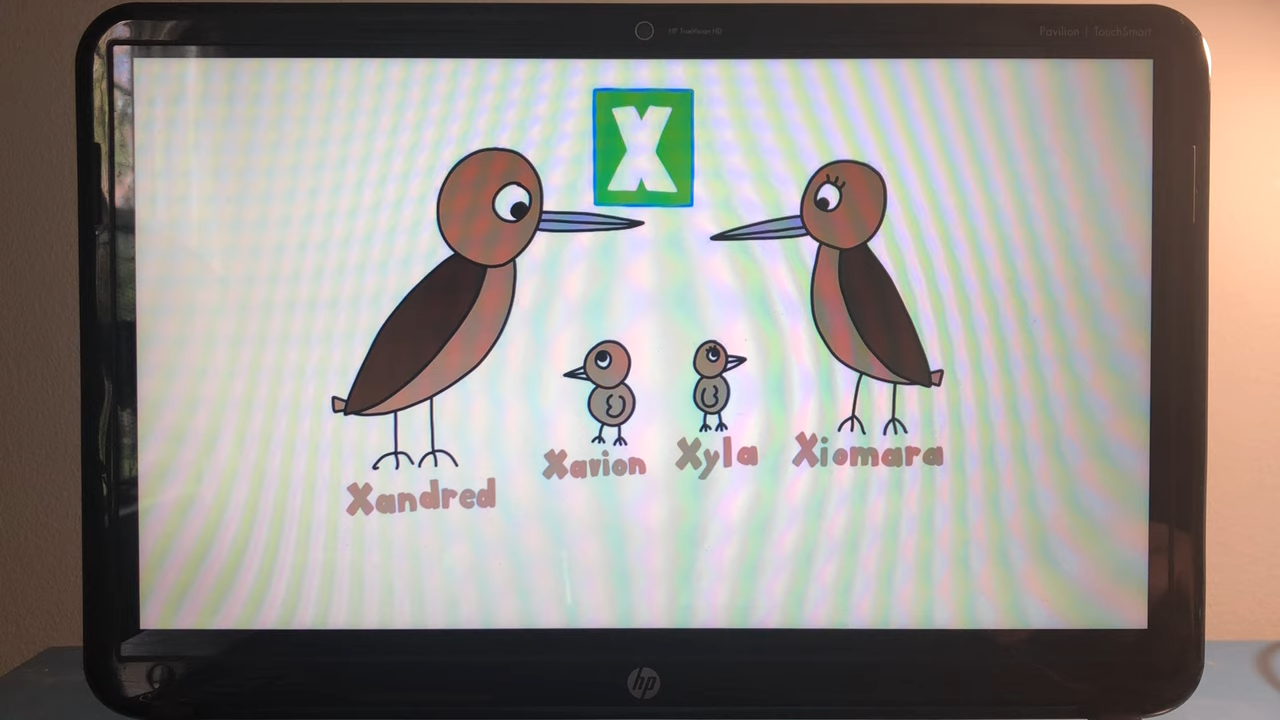 HP TrueVision HD
Pavilion | TouchSmart
X
Xandred
Xavion
Xyla
Xiomara
hp